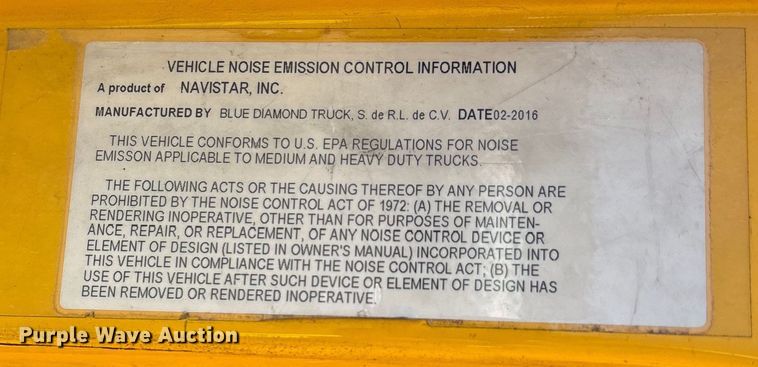 VEHICLE NOISE EMISSION CONTROL INFORMATION
A product of NAVISTAR, INC.
MANUFACTURED BY BLUE DIAMOND TRUCK, S. de R.L. de C.V. DATE02-2016
THIS VEHICLE CONFORMS TO U.S. EPA REGULATIONS FOR NOISE
EMISSON APPLICABLE TO MEDIUM AND HEAVY DUTY TRUCKS.
THE FOLLOWING ACTS OR THE CAUSING THEREOF BY ANY PERSON ARE
PROHIBITED BY THE NOISE CONTROL ACT OF 1972: (A) THE REMOVAL OR
RENDERING INOPERATIVE, OTHER THAN FOR PURPOSES OF MAINTEN-
ANCE, REPAIR, OR REPLACEMENT, OF ANY NOISE CONTROL DEVICE OR
ELEMENT OF DESIGN (LISTED IN OWNER'S MANUAL) INCORPORATED INTO
THIS VEHICLE IN COMPLIANCE WITH THE NOISE CONTROL ACT; (B) THE
USE OF THIS VEHICLE AFTER SUCH DEVICE OR ELEMENT OF DESIGN HAS
BEEN REMOVED OR RENDERED INOPERATIVE.
Purple Wave Auction